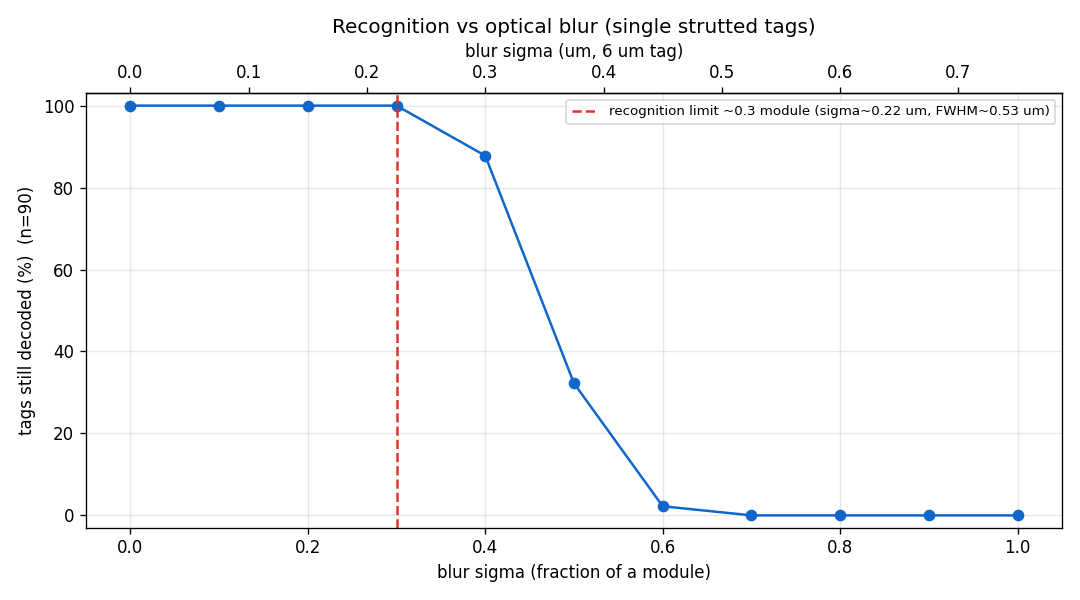 Recognition vs optical blur (single strutted tags)
blur sigma (um, 6 um tag)
0.0 0.1 0.2 0.3 0.4 0.5 0.6 0.7
recognition limit ~0.3 module (sigma~0.22 um, FWHM~0.53 um)
tags still decoded (%) (n=90)
100
80
60
40
20
0
0.0 0.2 0.4 0.6 0.8 1.0
blur sigma (fraction of a module)